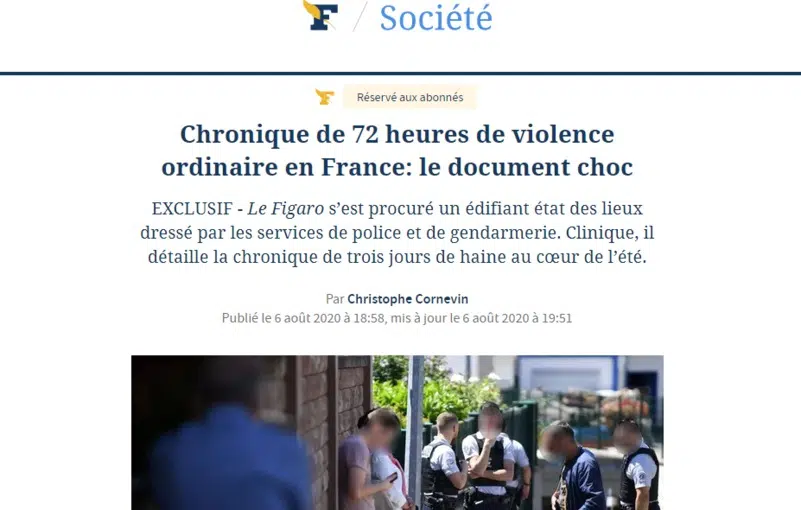 F / Société
Réservé aux abonnés
Chronique de 72 heures de violence
ordinaire en France: le document choc
EXCLUSIF - Le Figaro s’est procuré un édifiant état des lieux
dressé par les services de police et de gendarmerie. Clinique, il
détaille la chronique de trois jours de haine au cœur de l’été.
Par Christophe Cornevin
Publié le 6 août 2020 à 18:58, mis à jour le 6 août 2020 à 19:51